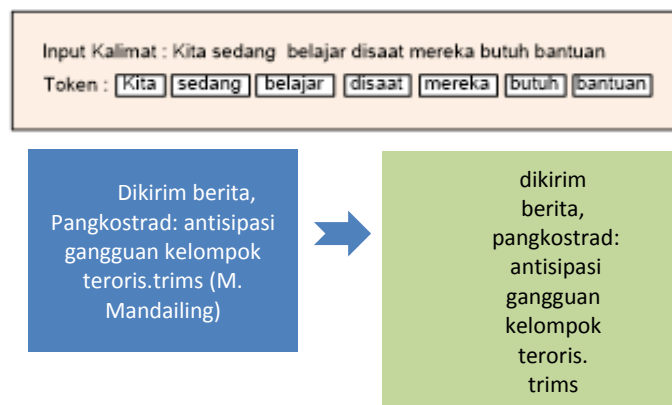 Input Kalimat : Kita sedang belajar disaat mereka butuh bantuan
Token : Kita sedang belajar disaat mereka butuh bantuan
Dikirim berita,
Pangkostrad: antisipasi
gangguan kelompok
teroris.trims (M.
Mandailing)
dikirim
berita,
pangkostrad:
antisipasi
gangguan
kelompok
teroris.
trims